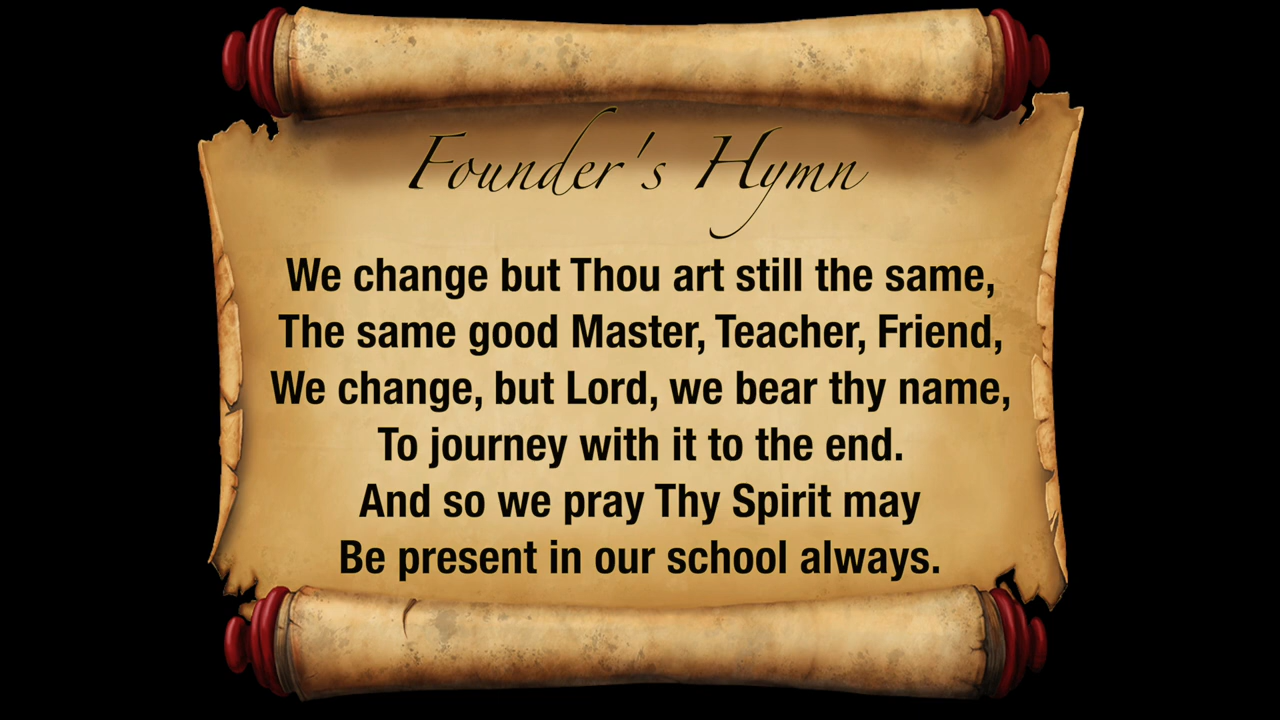 Founder's Hymn
We change but Thou art still the same,
The same good Master, Teacher, Friend,
We change, but Lord, we bear thy name,
To journey with it to the end.
And so we pray Thy Spirit may
Be present in our school always.